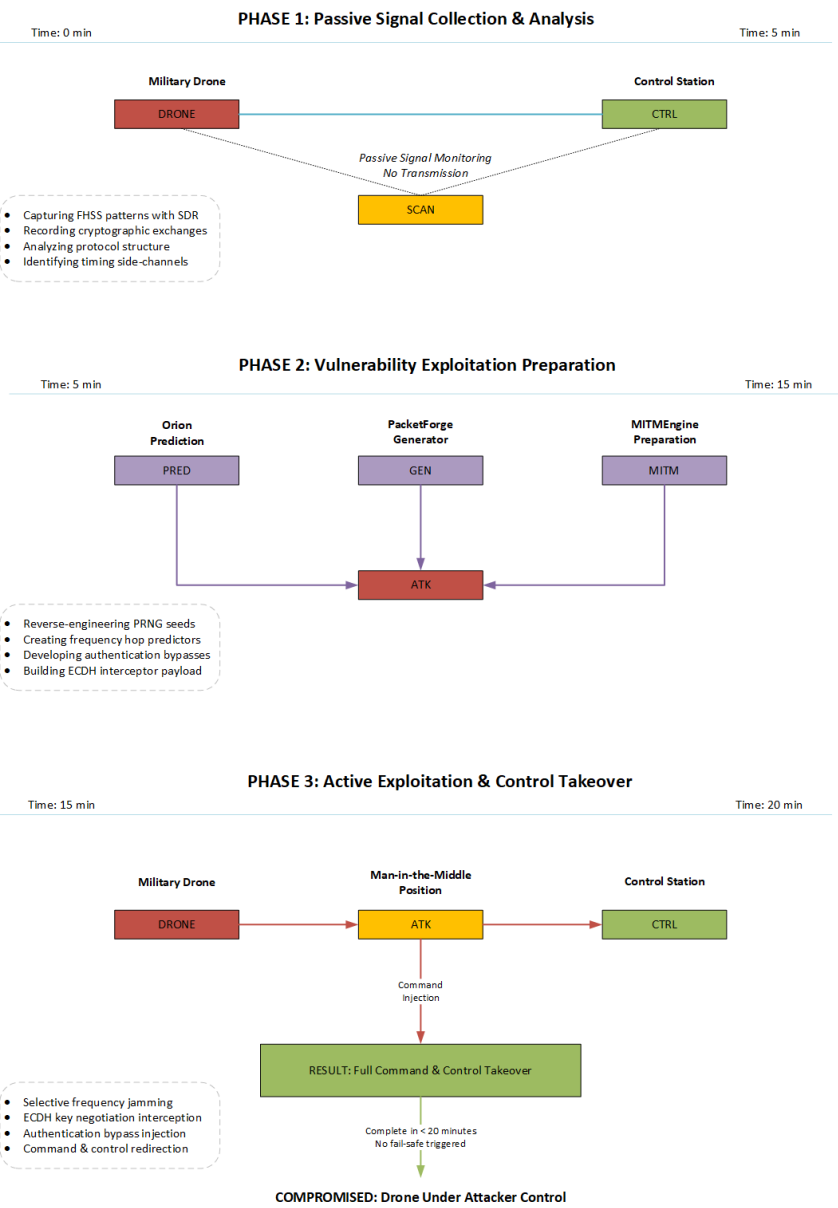 PHASE 1: Passive Signal Collection & Analysis
Time: 0 min
Time: 5 min
Military Drone
Control Station
DRONE
CTRL
Passive Signal Monitoring
No Transmission
SCAN
• Capturing FHSS patterns with SDR
• Recording cryptographic exchanges
• Analyzing protocol structure
• Identifying timing side-channels
PHASE 2: Vulnerability Exploitation Preparation
Time: 5 min
Time: 15 min
Orion
Prediction
PacketForge
Generator
MITMEngine
Preparation
PRED
GEN
MITM
ATK
• Reverse-engineering PRNG seeds
• Creating frequency hop predictors
• Developing authentication bypasses
• Building ECDH interceptor payload
PHASE 3: Active Exploitation & Control Takeover
Time: 15 min
Time: 20 min
Military Drone
Man-in-the-Middle
Position
Control Station
DRONE
ATK
CTRL
Command
Injection
RESULT: Full Command & Control Takeover
• Selective frequency jamming
• ECDH key negotiation interception
• Authentication bypass injection
• Command & control redirection
Complete in < 20 minutes
No fail-safe triggered
COMPROMISED: Drone Under Attacker Control